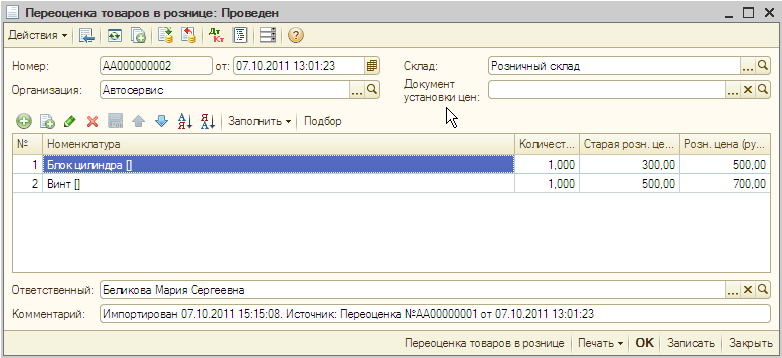 Переоценка товаров в рознице: Проведен
Действия
Дт Кт
Номер: АА000000002 от: 07.10.2011 13:01:23 Склад: Розничный склад
Организация: Автосервис Документ установки цен:
Заполнить Подбор
№ Номенклатура Количест... Старая розн. це... Розн. цена (ру...
1 Блок цилиндра [] 1,000 300,00 500,00
2 Винт [] 1,000 500,00 700,00
Ответственный: Беликова Мария Сергеевна
Комментарий: Импортирован 07.10.2011 15:15:08. Источник: Переоценка №АА00000001 от 07.10.2011 13:01:23
Переоценка товаров в рознице Печать OK Записать Закрыть